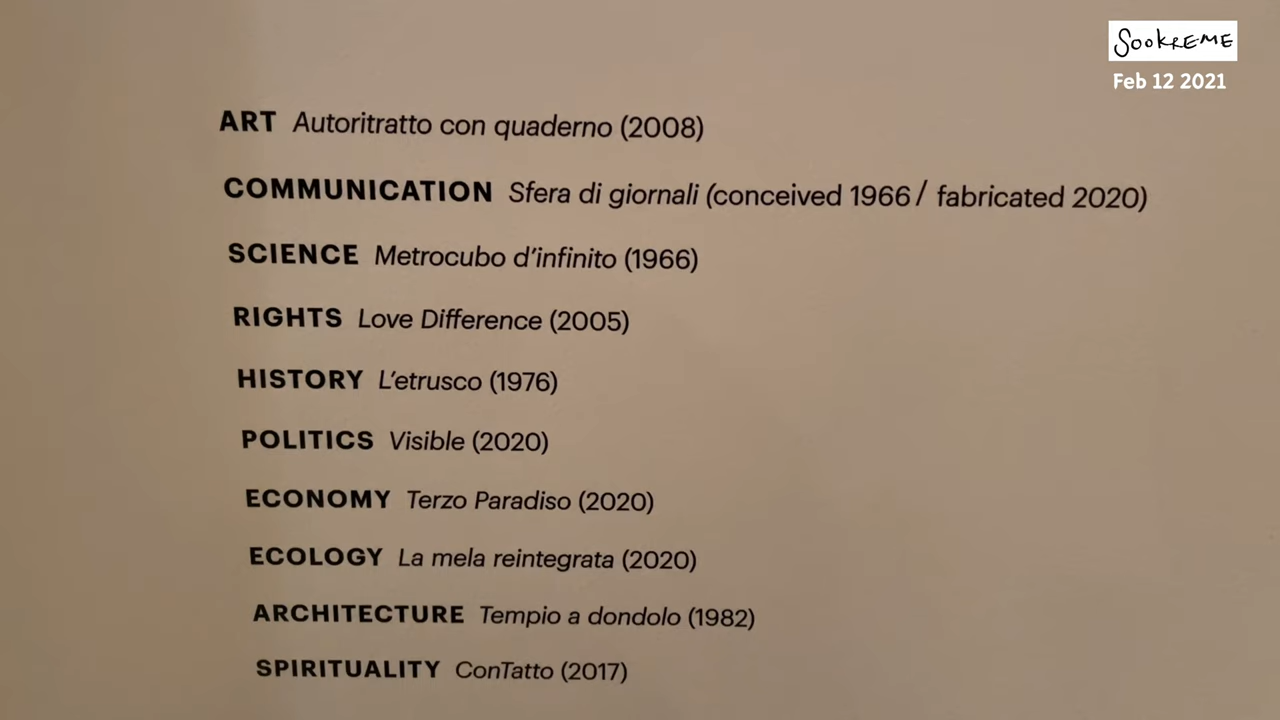 SOOKREME
Feb 12 2021
ART Autoritratto con quaderno (2008)
COMMUNICATION Sfera di giornali (conceived 1966 / fabricated 2020)
SCIENCE Metrocubo d'infinito (1966)
RIGHTS Love Difference (2005)
HISTORY L'etrusco (1976)
POLITICS Visible (2020)
ECONOMY Terzo Paradiso (2020)
ECOLOGY La mela reintegrata (2020)
ARCHITECTURE Tempio a dondolo (1982)
SPIRITUALITY ConTatto (2017)